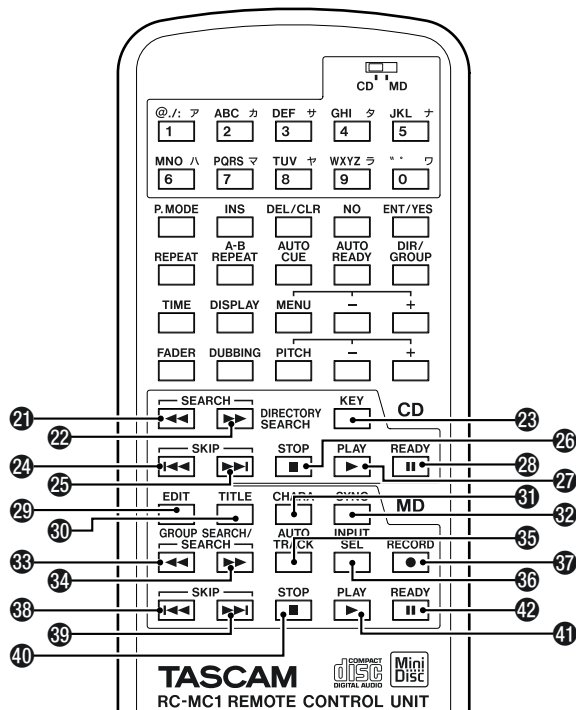 CD MD
@./: ア ABC カ DEF サ GHI タ JKL ナ
1 2 3 4 5
MNO ハ PQRS マ TUV ヤ WXYZ ラ ゛゜ ワ
6 7 8 9 0
P.MODE INS DEL/CLR NO ENT/YES
REPEAT A-B REPEAT AUTO CUE AUTO READY DIR/GROUP
TIME DISPLAY MENU − +
FADER DUBBING PITCH − +
SEARCH KEY CD
21 22 DIRECTORY SEARCH 23
SKIP STOP PLAY READY
24 25 26 27 28
EDIT TITLE CHARA SYNC MD
29 30 31 32
GROUP SEARCH/SEARCH AUTO TRACK INPUT SEL RECORD
33 34 35 36 37
SKIP STOP PLAY READY
38 39 40 41 42
TASCAM COMPACT disc DIGITAL AUDIO Mini Disc
RC-MC1 REMOTE CONTROL UNIT